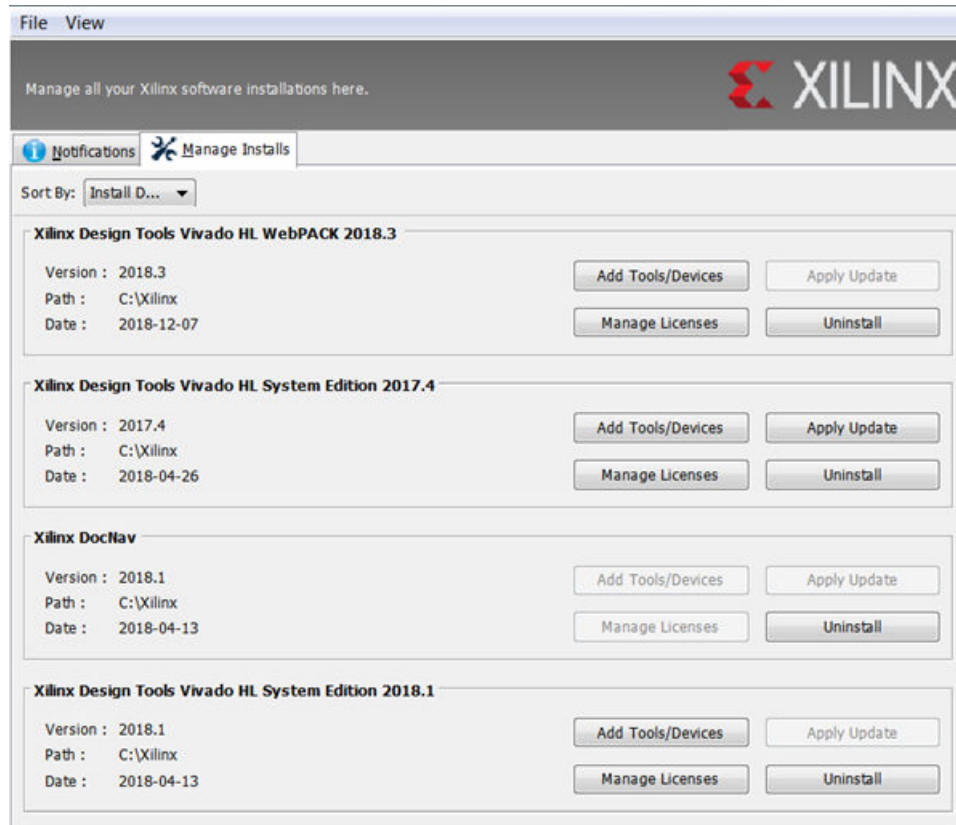 File View
Manage all your Xilinx software installations here.
XILINX
Notifications Manage Installs
Sort By: Install D...
Xilinx Design Tools Vivado HL WebPACK 2018.3
Version : 2018.3 Add Tools/Devices Apply Update
Path : C:\Xilinx
Date : 2018-12-07 Manage Licenses Uninstall
Xilinx Design Tools Vivado HL System Edition 2017.4
Version : 2017.4 Add Tools/Devices Apply Update
Path : C:\Xilinx
Date : 2018-04-26 Manage Licenses Uninstall
Xilinx DocNav
Version : 2018.1 Add Tools/Devices Apply Update
Path : C:\Xilinx
Date : 2018-04-13 Manage Licenses Uninstall
Xilinx Design Tools Vivado HL System Edition 2018.1
Version : 2018.1 Add Tools/Devices Apply Update
Path : C:\Xilinx
Date : 2018-04-13 Manage Licenses Uninstall